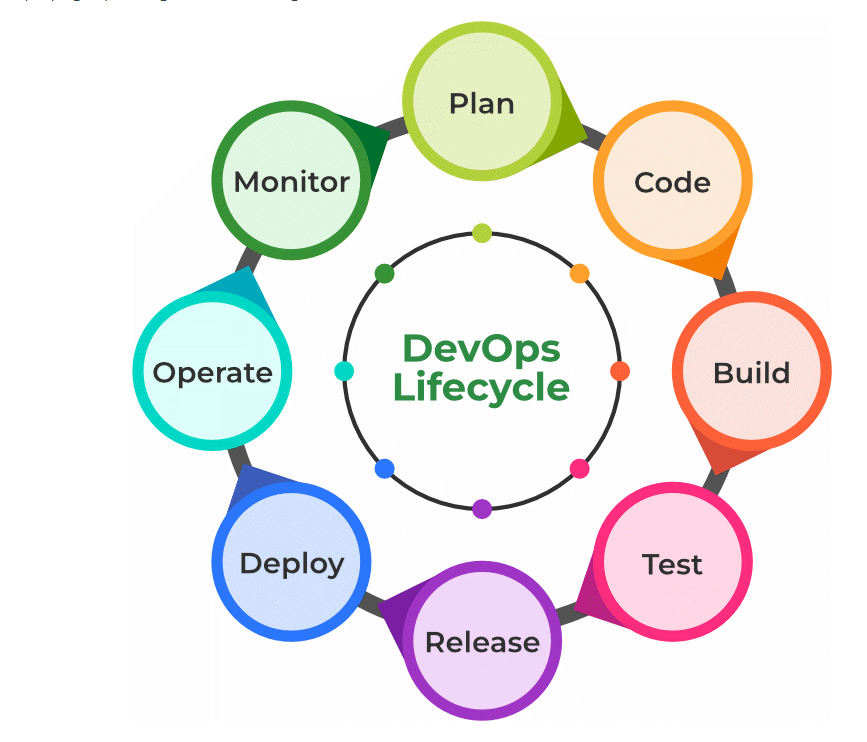 Plan
Code
Build
Test
Release
Deploy
Operate
Monitor
DevOps
Lifecycle